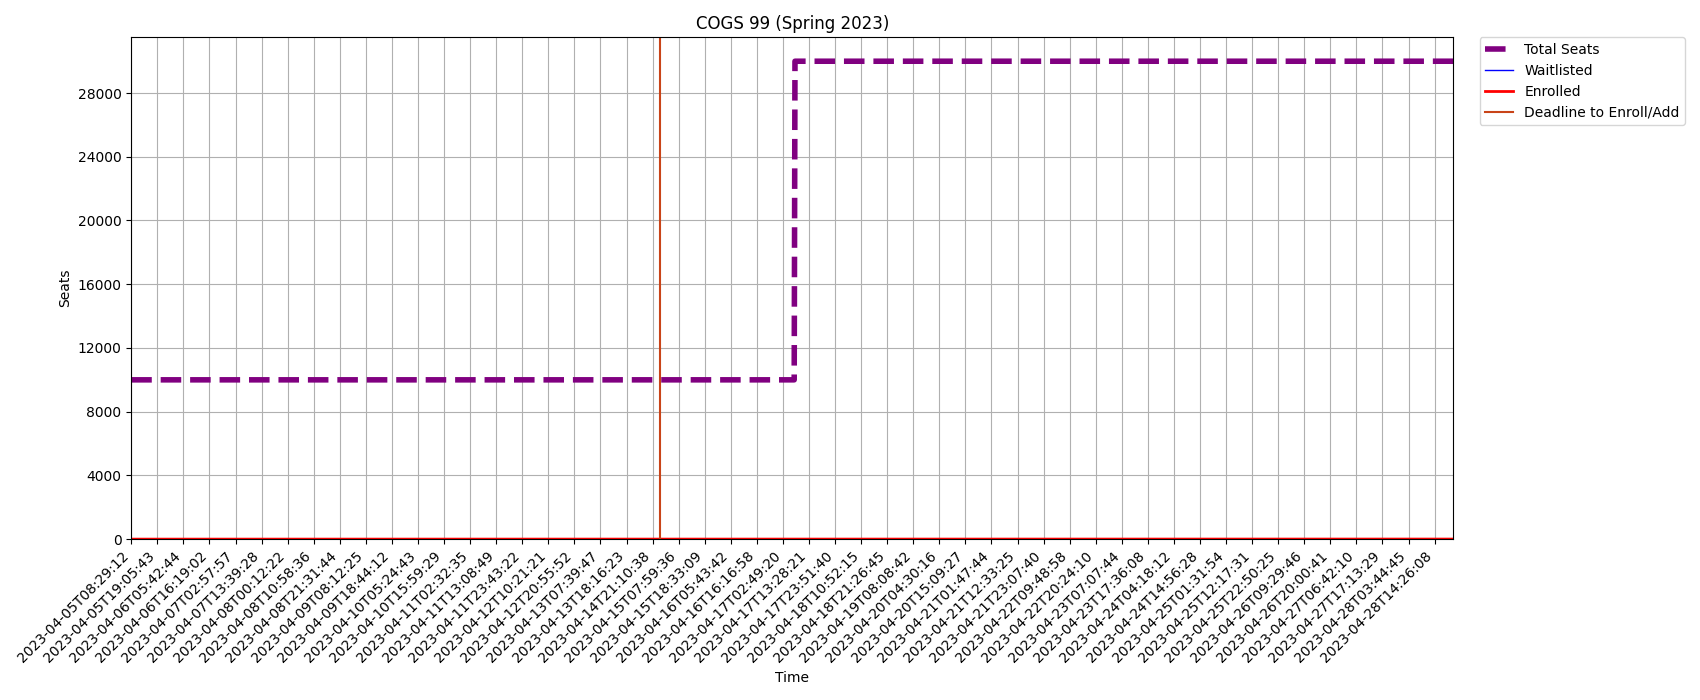 COGS 99 (Spring 2023)
Total Seats
Waitlisted
Enrolled
Deadline to Enroll/Add
Seats
28000
24000
20000
16000
12000
8000
4000
0
2023-04-05T08:29:12
2023-04-05T19:05:43
2023-04-06T05:42:44
2023-04-06T16:19:02
2023-04-07T02:57:57
2023-04-07T13:39:28
2023-04-08T00:12:22
2023-04-08T10:58:36
2023-04-08T21:31:44
2023-04-09T08:12:25
2023-04-09T18:44:12
2023-04-10T05:24:43
2023-04-10T15:59:29
2023-04-11T02:32:35
2023-04-11T13:08:49
2023-04-11T23:43:22
2023-04-12T10:21:21
2023-04-12T20:55:52
2023-04-13T07:39:47
2023-04-13T18:16:23
2023-04-14T21:10:38
2023-04-15T07:59:36
2023-04-15T18:33:09
2023-04-16T05:43:42
2023-04-16T16:16:58
2023-04-17T02:49:20
2023-04-17T13:28:21
2023-04-17T23:51:40
2023-04-18T10:52:15
2023-04-18T21:26:45
2023-04-19T08:08:42
2023-04-20T04:30:16
2023-04-20T15:09:27
2023-04-21T01:47:44
2023-04-21T12:33:25
2023-04-21T23:07:40
2023-04-22T09:48:58
2023-04-22T20:24:10
2023-04-23T07:07:44
2023-04-23T17:36:08
2023-04-24T04:18:12
2023-04-24T14:56:28
2023-04-25T01:31:54
2023-04-25T12:17:31
2023-04-25T22:50:25
2023-04-26T09:29:46
2023-04-26T20:00:41
2023-04-27T06:42:10
2023-04-27T17:13:29
2023-04-28T03:44:45
2023-04-28T14:26:08
Time